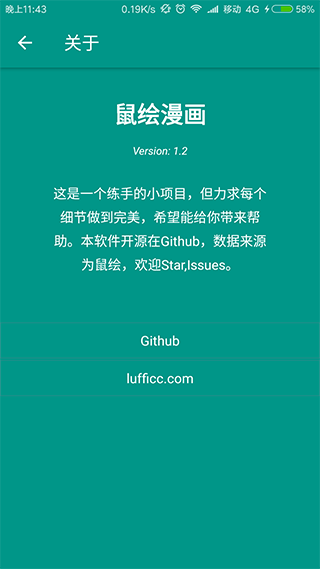 晚上11:43
0.19K/s 移动 4G 58%
关于
鼠绘漫画
Version: 1.2
这是一个练手的小项目，但力求每个
细节做到完美，希望能给你带来帮
助。本软件开源在Github，数据来源
为鼠绘，欢迎Star,Issues。
Github
lufficc.com